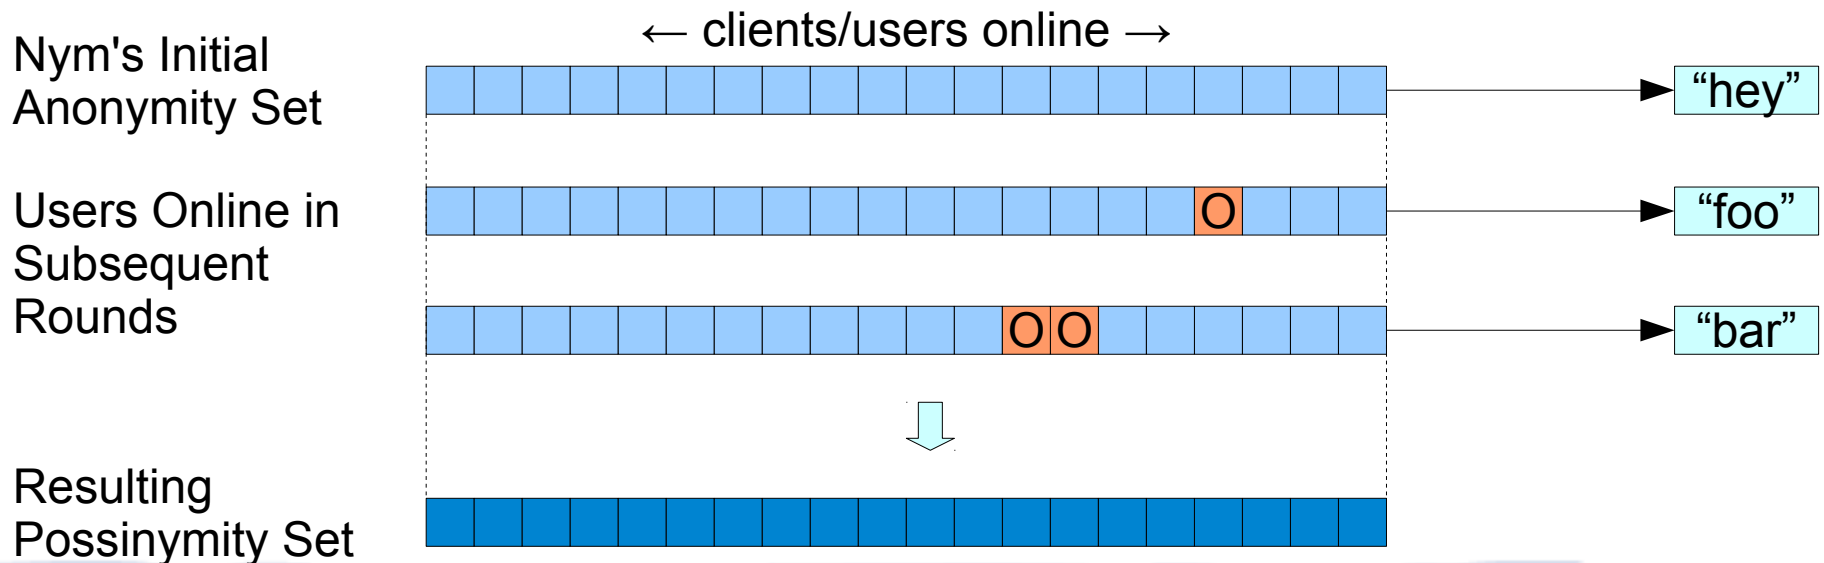 ← clients/users online →
Nym's Initial
Anonymity Set
“hey”
Users Online in
Subsequent
Rounds
O
“foo”
O O
“bar”
Resulting
Possinymity Set